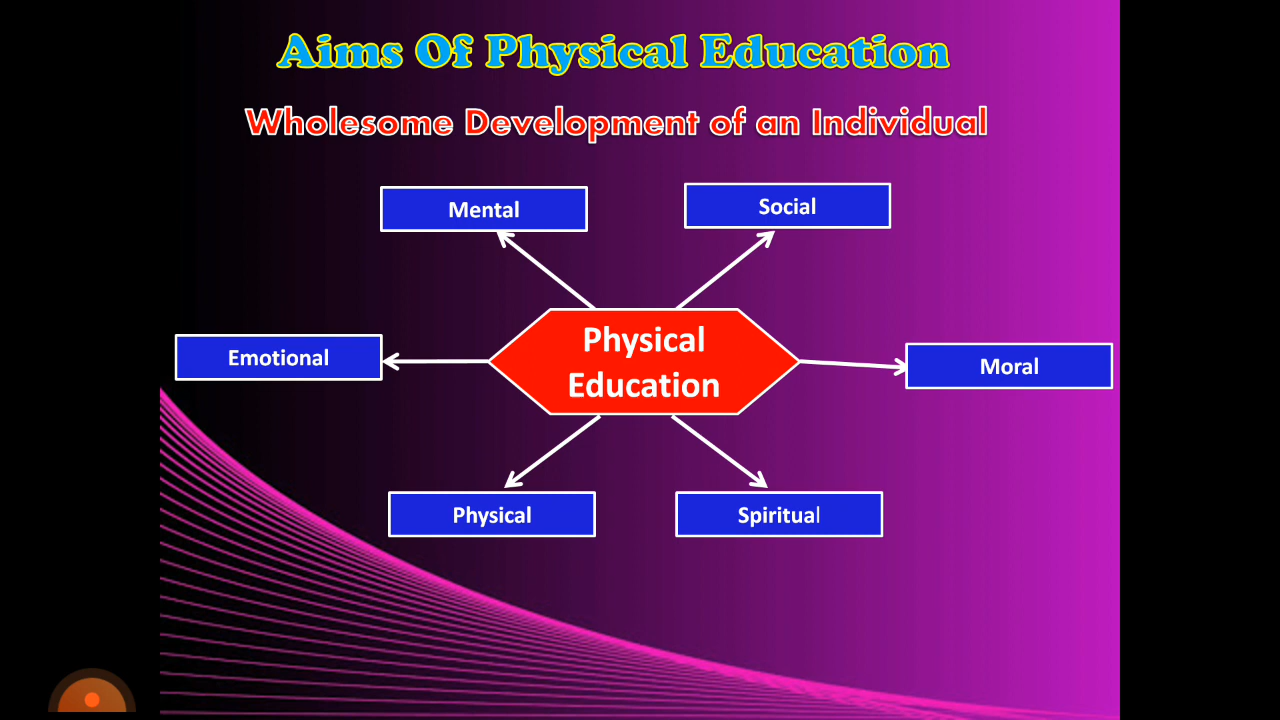 Aims Of Physical Education
Wholesome Development of an Individual
Mental
Social
Physical
Education
Emotional
Moral
Physical
Spiritual